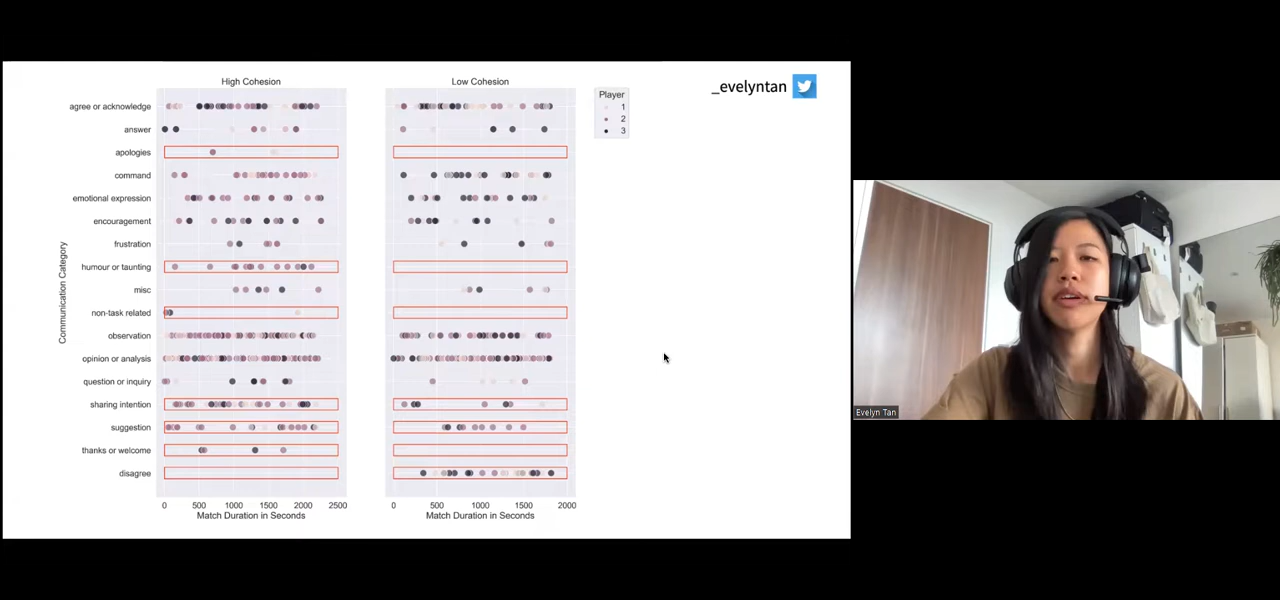 _evelyntan
High Cohesion
Low Cohesion
Player
1
2
3
Communication Category
agree or acknowledge
answer
apologies
command
emotional expression
encouragement
frustration
humour or taunting
misc
non-task related
observation
opinion or analysis
question or inquiry
sharing intention
suggestion
thanks or welcome
disagree
0 500 1000 1500 2000 2500
Match Duration in Seconds
0 500 1000 1500 2000
Match Duration in Seconds
Evelyn Tan